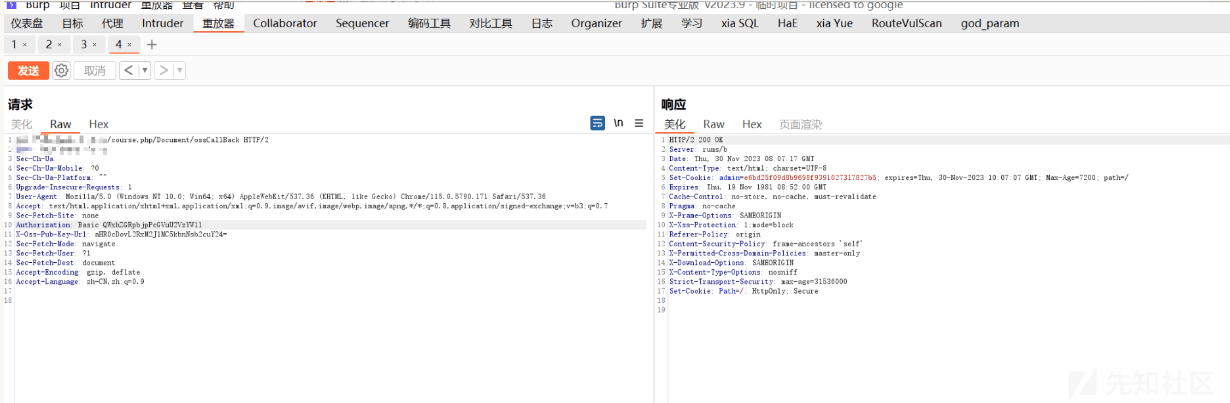 Burp 项目 Intruder 重放器 查看 帮助
Burp Suite专业版 v2023.9 - 临时项目 - licensed to google
仪表盘 目标 代理 Intruder 重放器 Collaborator Sequencer 编码工具 对比工具 日志 Organizer 扩展 学习 xia SQL HaE xia Yue RouteVulScan god_param
1 × 2 × 3 × 4 × +
发送 取消 < ▾ > ▾
请求
美化 Raw Hex
\n
1 /course.php/Document/ossCallBack HTTP/2
2
3 Sec-Ch-Ua:
4 Sec-Ch-Ua-Mobile: ?0
5 Sec-Ch-Ua-Platform: ""
6 Upgrade-Insecure-Requests: 1
7 User-Agent: Mozilla/5.0 (Windows NT 10.0; Win64; x64) AppleWebKit/537.36 (KHTML, like Gecko) Chrome/115.0.5790.171 Safari/537.36
8 Accept: text/html,application/xhtml+xml,application/xml;q=0.9,image/avif,image/webp,image/apng,*/*;q=0.8,application/signed-exchange;v=b3;q=0.7
9 Sec-Fetch-Site: none
10 Authorization: Basic
11 X-Oss-Pub-Key-Url:
12 Sec-Fetch-Mode: navigate
13 Sec-Fetch-User: ?1
14 Sec-Fetch-Dest: document
15 Accept-Encoding: gzip, deflate
16 Accept-Language: zh-CN,zh;q=0.9
17
18
响应
美化 Raw Hex 页面渲染
1 HTTP/2 200 OK
2 Server: rums/b
3 Date: Thu, 30 Nov 2023 08:07:17 GMT
4 Content-Type: text/html; charset=UTF-8
5 Set-Cookie: expires=Thu, 30-Nov-2023 10:07:07 GMT; Max-Age=7200; path=/
6 Expires: Thu, 19 Nov 1981 08:52:00 GMT
7 Cache-Control: no-store, no-cache, must-revalidate
8 Pragma: no-cache
9 X-Frame-Options: SAMEORIGIN
10 X-Xss-Protection: 1;mode=block
11 Referer-Policy: origin
12 Content-Security-Policy: frame-ancestors 'self'
13 X-Permitted-Cross-Domain-Policies: master-only
14 X-Download-Options: SAMEORIGIN
15 X-Content-Type-Options: nosniff
16 Strict-Transport-Security: max-age=31536000
17 Set-Cookie: Path=/; HttpOnly; Secure
18
19
先知社区